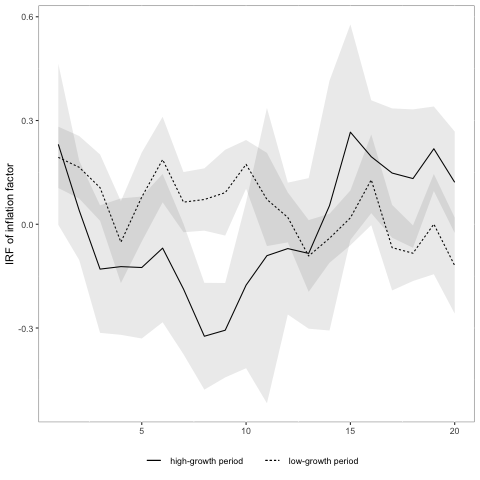 0.6
0.3
0.0
-0.3
IRF of inflation factor
5
10
15
20
high-growth period
low-growth period